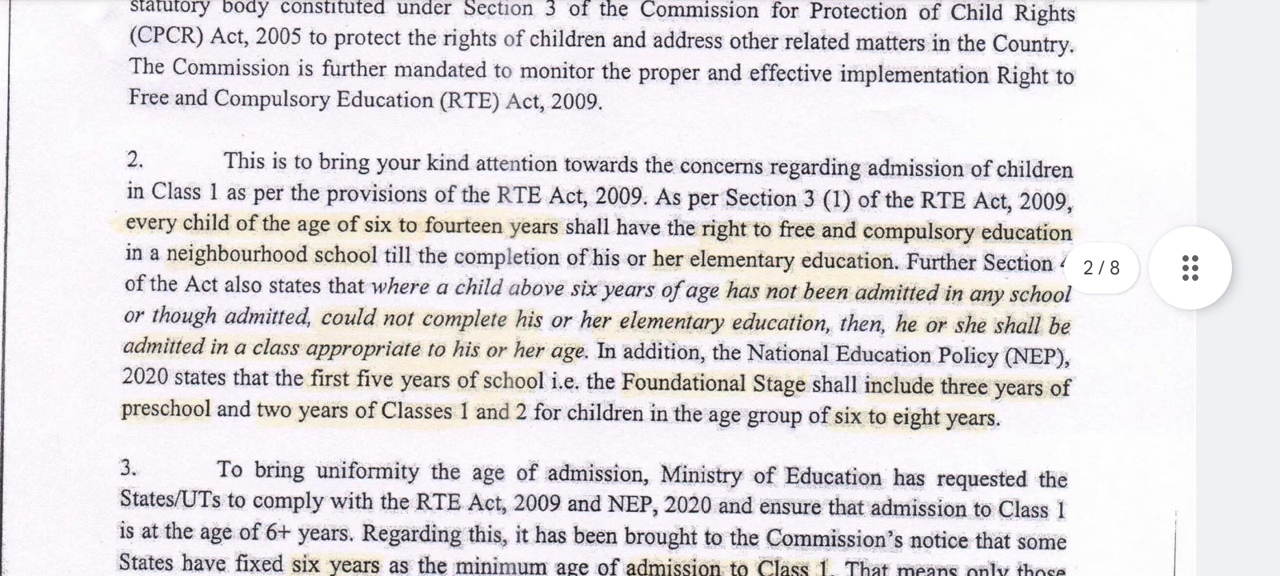 statutory body constituted under Section 3 of the Commission for Protection of Child Rights
(CPCR) Act, 2005 to protect the rights of children and address other related matters in the Country.
The Commission is further mandated to monitor the proper and effective implementation Right to
Free and Compulsory Education (RTE) Act, 2009.
2. This is to bring your kind attention towards the concerns regarding admission of children
in Class 1 as per the provisions of the RTE Act, 2009. As per Section 3 (1) of the RTE Act, 2009,
every child of the age of six to fourteen years shall have the right to free and compulsory education
in a neighbourhood school till the completion of his or her elementary education. Further Section
of the Act also states that where a child above six years of age has not been admitted in any school
or though admitted, could not complete his or her elementary education, then, he or she shall be
admitted in a class appropriate to his or her age. In addition, the National Education Policy (NEP),
2020 states that the first five years of school i.e. the Foundational Stage shall include three years of
preschool and two years of Classes 1 and 2 for children in the age group of six to eight years.
3. To bring uniformity the age of admission, Ministry of Education has requested the
States/UTs to comply with the RTE Act, 2009 and NEP, 2020 and ensure that admission to Class 1
is at the age of 6+ years. Regarding this, it has been brought to the Commission's notice that some
States have fixed six years as the minimum age of admission to Class 1. That means only those
2 / 8